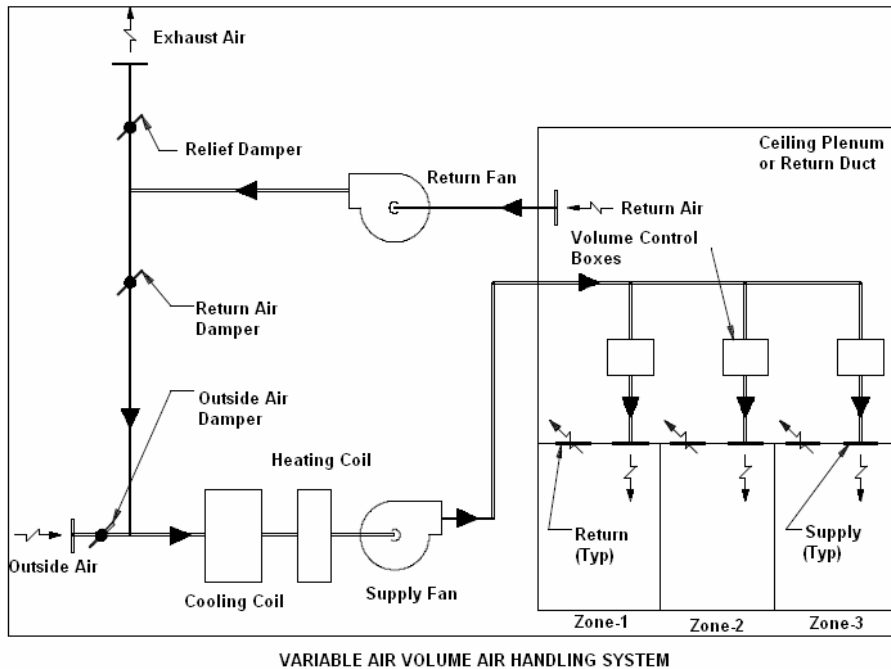 Exhaust Air
Relief Damper
Return Fan
Ceiling Plenum
or Return Duct
Return Air
Volume Control
Boxes
Return Air
Damper
Outside Air
Damper
Heating Coil
Outside Air
Cooling Coil
Supply Fan
Return
(Typ)
Supply
(Typ)
Zone-1
Zone-2
Zone-3
VARIABLE AIR VOLUME AIR HANDLING SYSTEM